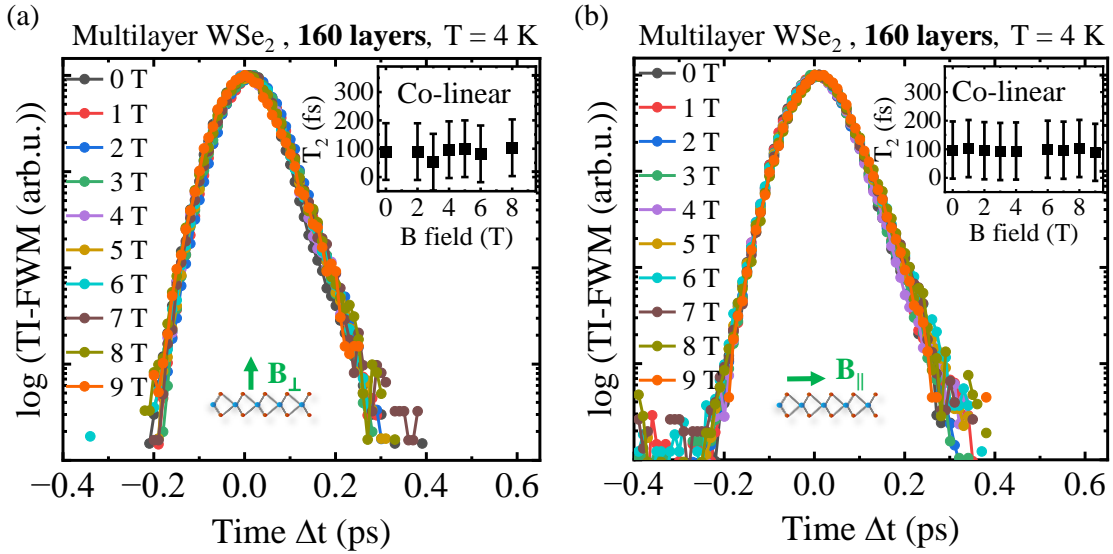 (a)
Multilayer WSe₂ , 160 layers, T = 4 K
log (TI-FWM (arb.u.)
0 T
1 T
2 T
3 T
4 T
5 T
6 T
7 T
8 T
9 T
Co-linear
T₂ (fs)
300
200
100
0
0 2 4 6 8
B field (T)
B⊥
−0.4 −0.2 0.0 0.2 0.4 0.6
Time Δt (ps)
(b)
Multilayer WSe₂ , 160 layers, T = 4 K
log (TI-FWM (arb.u.)
0 T
1 T
2 T
3 T
4 T
5 T
6 T
7 T
8 T
9 T
Co-linear
T₂ (fs)
300
200
100
0
0 2 4 6 8
B field (T)
B||
−0.4 −0.2 0.0 0.2 0.4 0.6
Time Δt (ps)